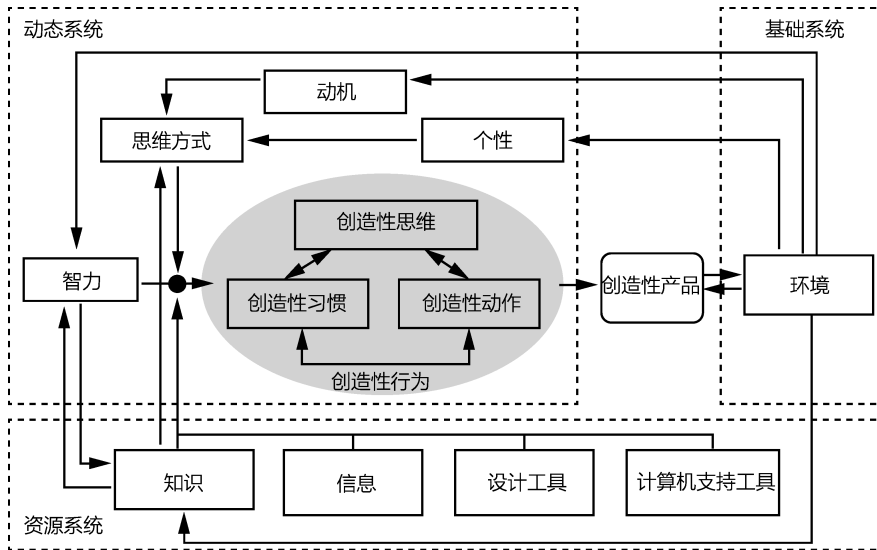 动态系统
基础系统
动机
思维方式
个性
创造性思维
智力
创造性习惯
创造性动作
创造性产品
环境
创造性行为
知识
信息
设计工具
计算机支持工具
资源系统